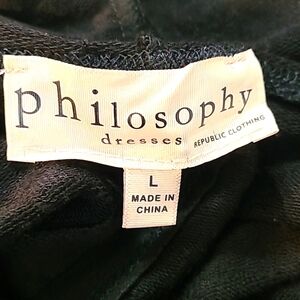 philosophy
dresses REPUBLIC CLOTHING
L
MADE IN
CHINA